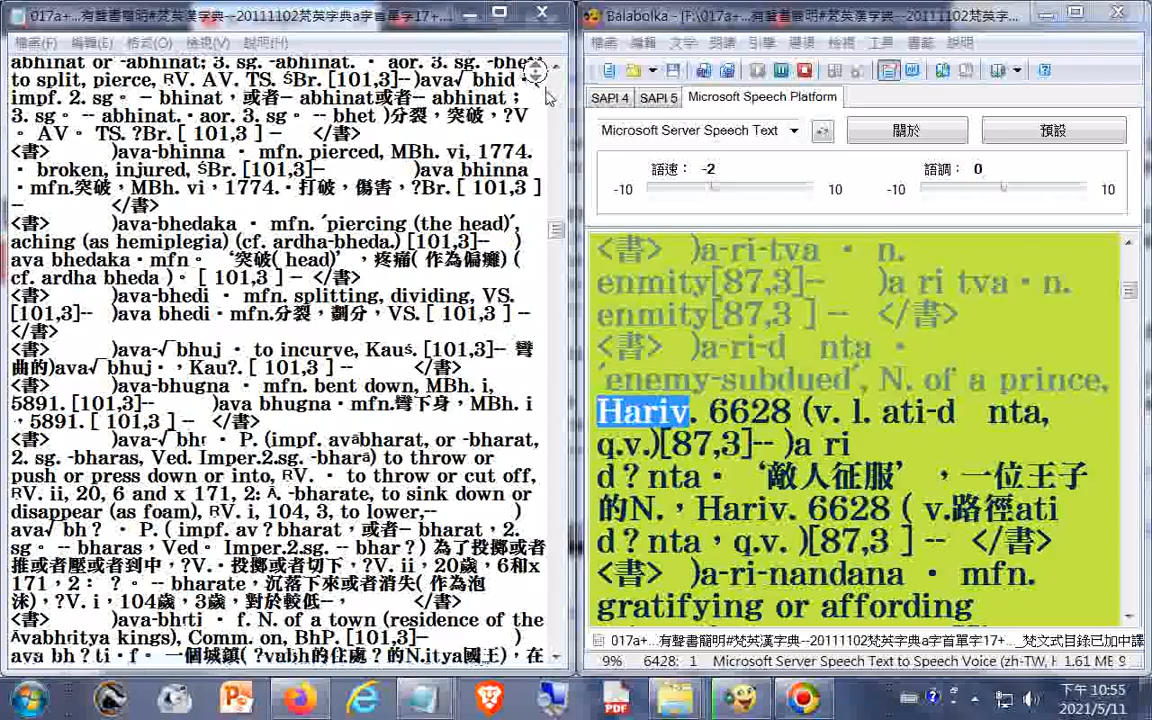 017a+...有聲書簡明#梵英漢字典--20111102梵英字典a字首單字17+...
檔案(F) 編輯(E) 格式(O) 檢視(V) 說明(H)
abhinat or -abhinat; 3. sg. -abhinat. · aor. 3. sg. -bhet)
to split, pierce, RV. AV. TS. ŚBr. [101,3]-- )ava√ bhid ·
impf. 2. sg。 -- bhinat，或者-- abhinat或者-- abhinat；
3. sg。 -- abhinat.·aor. 3. sg。 -- bhet )分裂，突破，?V
。 AV。 TS. ?Br. [ 101,3 ] -- </書>
<書> )ava-bhinna · mfn. pierced, MBh. vi, 1774.
· broken, injured, ŚBr. [101,3]-- )ava bhinna
·mfn.突破，MBh. vi，1774.·打破，傷害，?Br. [ 101,3 ]
-- </書>
<書> )ava-bhedaka · mfn. 'piercing (the head)',
aching (as hemiplegia) (cf. ardha-bheda.) [101,3]-- )
ava bhedaka·mfn。 ‘突破( head)’，疼痛( 作為偏癱) (
cf. ardha bheda )。 [ 101,3 ] -- </書>
<書> )ava-bhedi · mfn. splitting, dividing, VS.
[101,3]-- )ava bhedi·mfn.分裂，劃分，VS. [ 101,3 ] --
</書>
<書> )ava-√ bhuj · to incurve, Kauś. [101,3]-- 彎
曲的)ava√ bhuj·，Kau?. [ 101,3 ] -- </書>
<書> )ava-bhugna · mfn. bent down, MBh. i,
5891. [101,3]-- )ava bhugna·mfn.彎下身，MBh. i
，5891. [ 101,3 ] -- </書>
<書> )ava-√ bhṛ · P. (impf. avābharat, or -bharat,
2. sg. -bharas, Ved. Imper.2.sg. -bharā) to throw or
push or press down or into, RV. · to throw or cut off,
RV. ii, 20, 6 and x 171, 2: Ā. -bharate, to sink down or
disappear (as foam), RV. i, 104, 3, to lower,-- )
ava√ bh？ · P. ( impf. av？bharat，或者-- bharat，2.
sg。 -- bharas，Ved。 Imper.2.sg. -- bhar？) 為了投擲或者
推或者壓或者到中，?V.·投擲或者切下，?V. ii，20歲，6和x
171，2： ？。 -- bharate，沉落下來或者消失( 作為泡
沫)，?V. i，104歲，3歲，對於較低--， </書>
<書> )ava-bhṛti · f. N. of a town (residence of the
Āvabhṛitya kings), Comm. on, BhP. [101,3]-- )
ava bh？ti·f。 一個城鎮( ?vabh的住處？的N.itya國王)，在
Balabolka - [F:\017a+...有聲書簡明#梵英漢字典--20111102梵英字...
檔案 編輯 文字 朗讀 引擎 選項 檢視 工具 書籤 說明
SAPI 4 SAPI 5 Microsoft Speech Platform
Microsoft Server Speech Text 關於 預設
語速: -2 語調: 0
-10 10 -10 10
<書> )a-ri-tva · n.
enmity[87,3]-- )a ri tva·n.
enmity[87,3 ] -- </書>
<書> )a-ri-d nta ·
'enemy-subdued', N. of a prince,
Hariv. 6628 (v. l. ati-d nta,
q.v.)[87,3]-- )a ri
d？nta·‘敵人征服’，一位王子
的N.，Hariv. 6628 ( v.路徑ati
d？nta，q.v. )[87,3 ] -- </書>
<書> )a-ri-nandana · mfn.
gratifying or affording
017a+...有聲書簡明#梵英漢字典--20111102梵英字典a字首單字17+..._梵文式目錄已加中譯
9% 6628: 1 Microsoft Server Speech Text to Speech Voice (zh-TW, H 1.61 MB 9
PDF
下午 10:55
2021/5/11